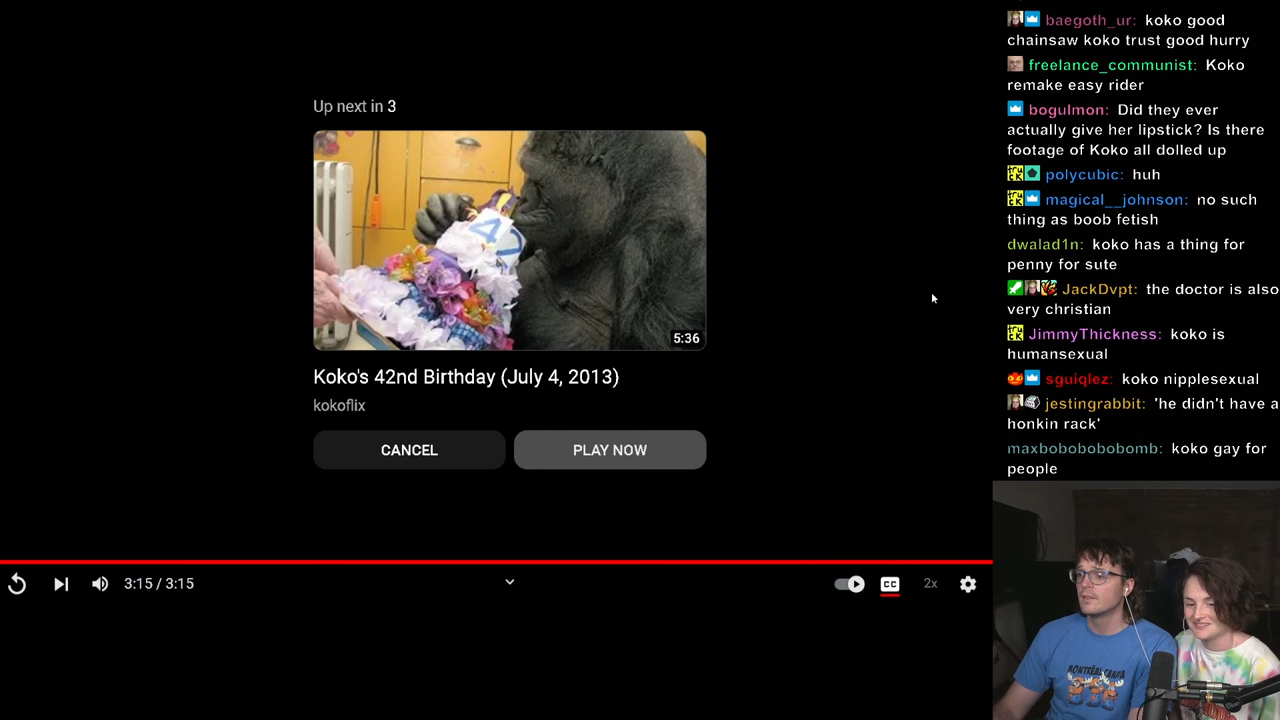 Up next in 3
5:36
Koko's 42nd Birthday (July 4, 2013)
kokoflix
CANCEL
PLAY NOW
3:15 / 3:15
CC
2x
baegoth_ur: koko good
chainsaw koko trust good hurry
freelance_communist: Koko
remake easy rider
bogulmon: Did they ever
actually give her lipstick? Is there
footage of Koko all dolled up
polycubic: huh
magical__johnson: no such
thing as boob fetish
dwalad1n: koko has a thing for
penny for sute
JackDvpt: the doctor is also
very christian
JimmyThickness: koko is
humansexual
sguiqlez: koko nipplesexual
jestingrabbit: 'he didn't have a
honkin rack'
maxbobobobobomb: koko gay for
people
MONTRÉAL CANADA